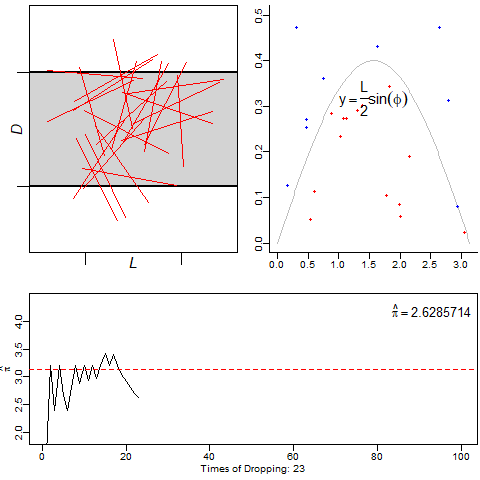 D
L
0.0 0.1 0.2 0.3 0.4 0.5
y = L/2 sin(ϕ)
0.0 0.5 1.0 1.5 2.0 2.5 3.0
π̂
2.0 2.5 3.0 3.5 4.0
π̂ = 2.6285714
0 20 40 60 80 100
Times of Dropping: 23